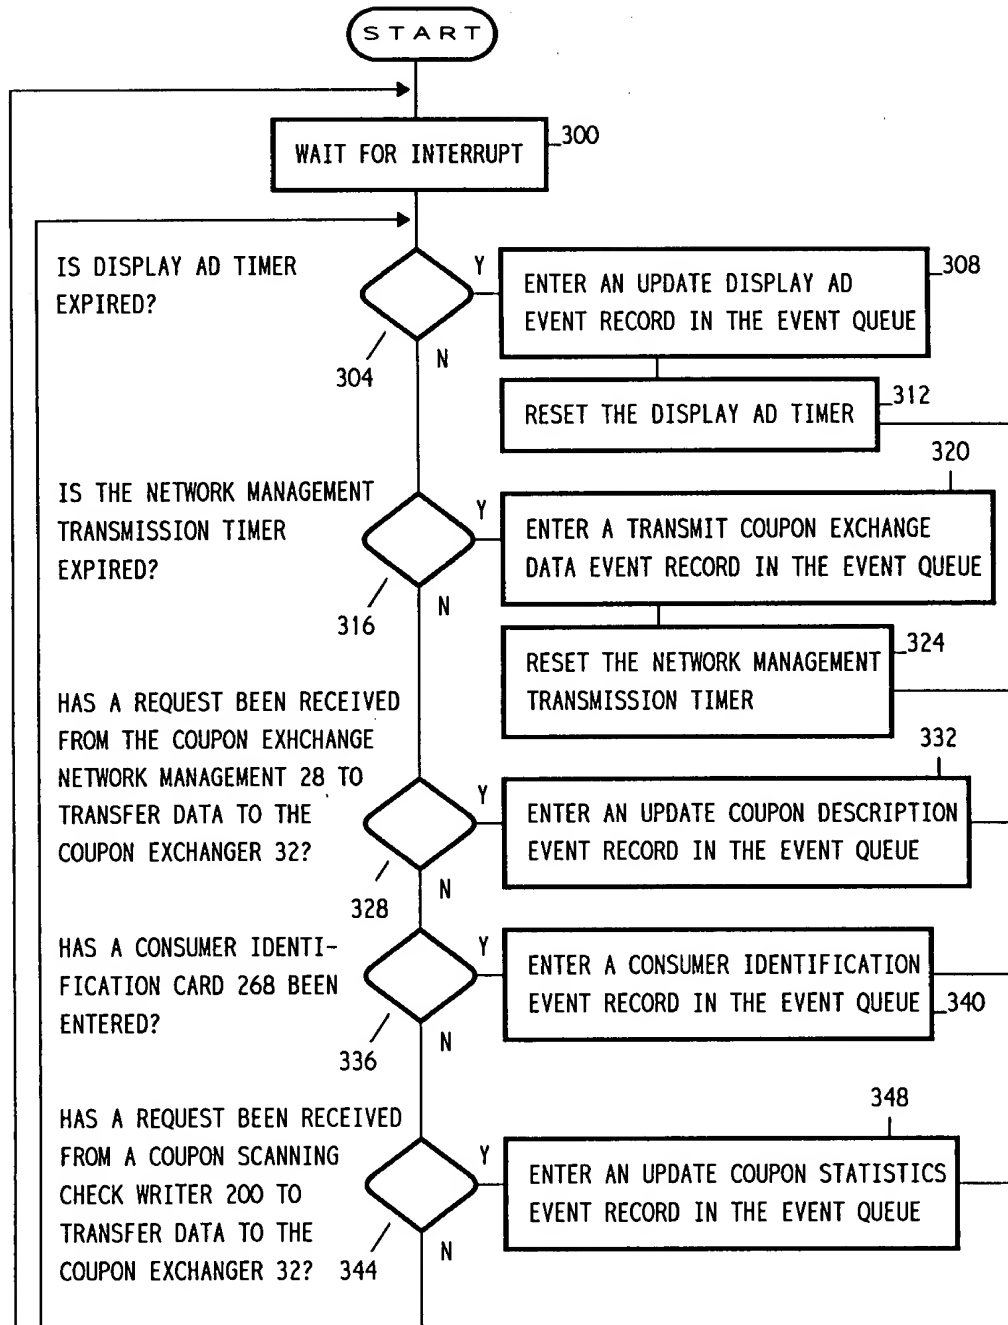 START
WAIT FOR INTERRUPT
300
IS DISPLAY AD TIMER
EXPIRED?
304
Y
N
ENTER AN UPDATE DISPLAY AD
EVENT RECORD IN THE EVENT QUEUE
308
RESET THE DISPLAY AD TIMER
312
IS THE NETWORK MANAGEMENT
TRANSMISSION TIMER
EXPIRED?
316
Y
N
320
ENTER A TRANSMIT COUPON EXCHANGE
DATA EVENT RECORD IN THE EVENT QUEUE
RESET THE NETWORK MANAGEMENT
TRANSMISSION TIMER
324
HAS A REQUEST BEEN RECEIVED
FROM THE COUPON EXHCHANGE
NETWORK MANAGEMENT 28 TO
TRANSFER DATA TO THE
COUPON EXCHANGER 32?
328
Y
N
332
ENTER AN UPDATE COUPON DESCRIPTION
EVENT RECORD IN THE EVENT QUEUE
HAS A CONSUMER IDENTI-
FICATION CARD 268 BEEN
ENTERED?
336
Y
N
ENTER A CONSUMER IDENTIFICATION
EVENT RECORD IN THE EVENT QUEUE
340
HAS A REQUEST BEEN RECEIVED
FROM A COUPON SCANNING
CHECK WRITER 200 TO
TRANSFER DATA TO THE
COUPON EXCHANGER 32?
344
Y
N
348
ENTER AN UPDATE COUPON STATISTICS
EVENT RECORD IN THE EVENT QUEUE